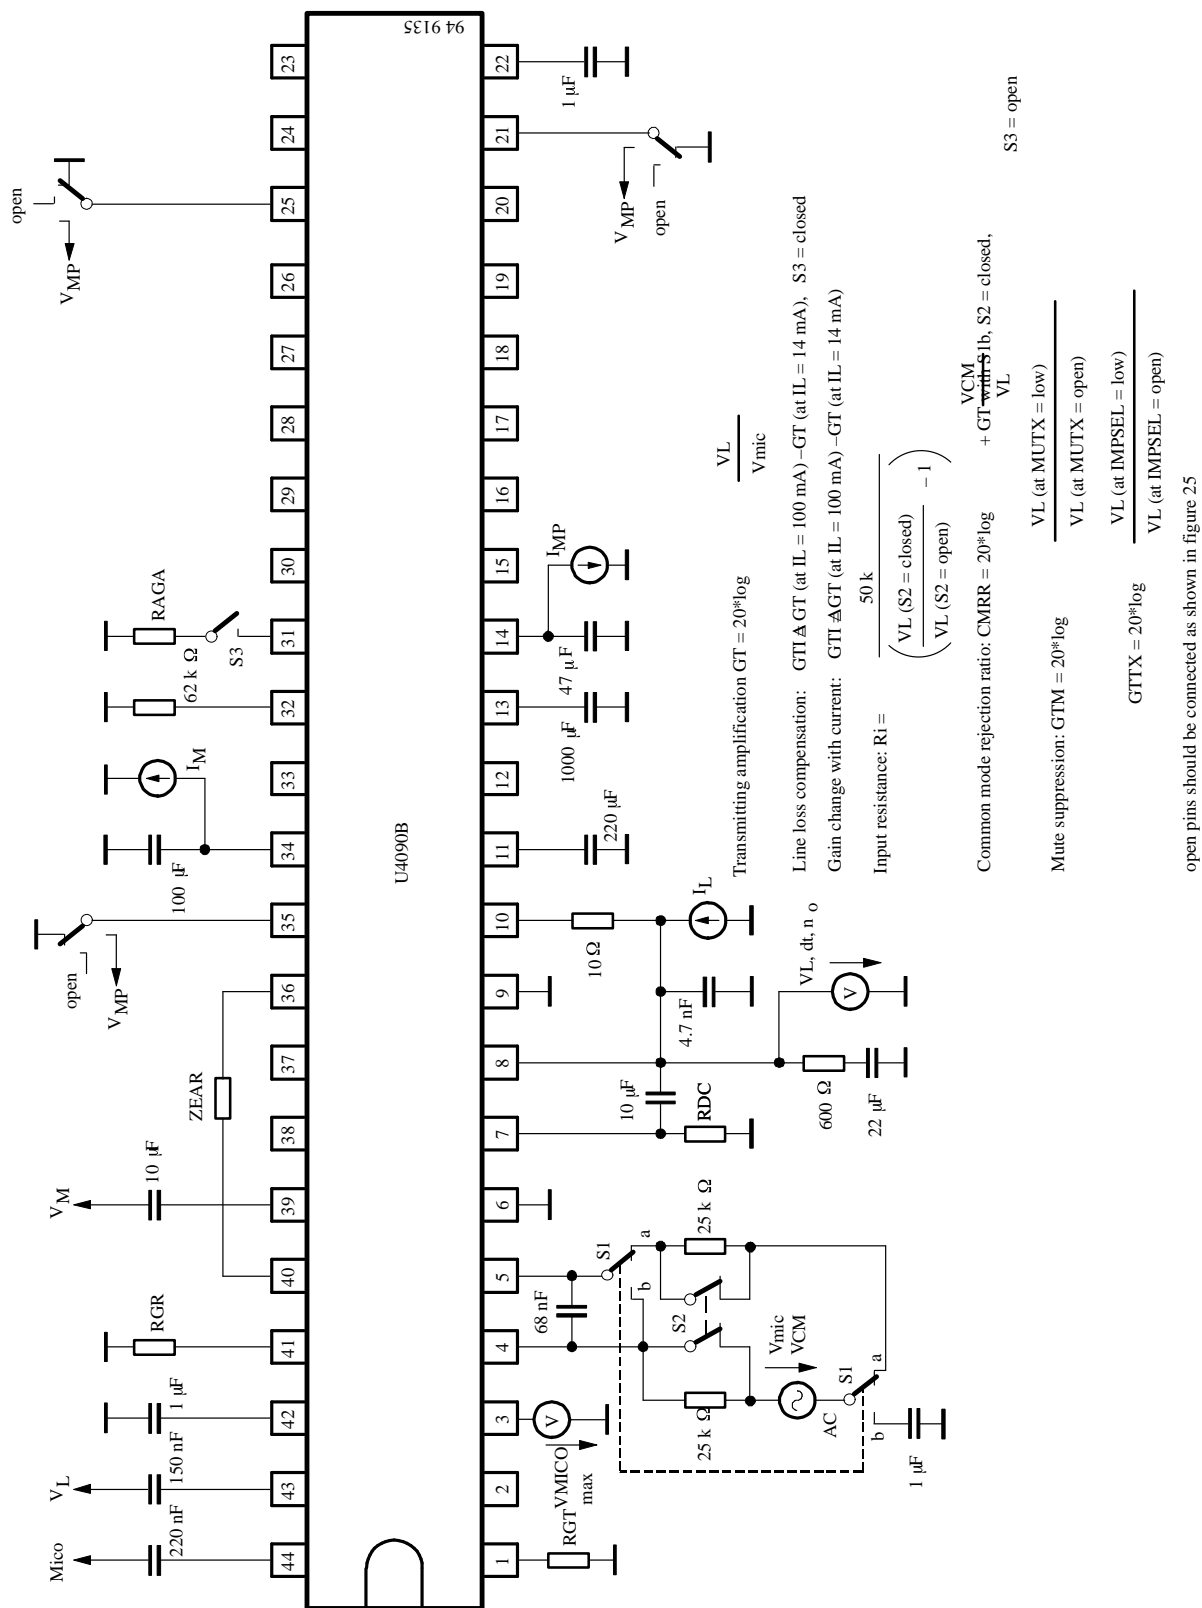 Mico
220 nF
V_L
150 nF
1 μF
RGR
V_M
10 μF
ZEAR
open
V_MP
100 μF
I_M
62 k Ω
S3
RAGA
open
V_MP
44
43
42
41
40
39
38
37
36
35
34
33
32
31
30
29
28
27
26
25
24
23
U4090B
94 9135
1
2
3
4
5
6
7
8
9
10
11
12
13
14
15
16
17
18
19
20
21
22
RGT
VMICO
max
V
68 nF
S1
a
b
S2
25 k Ω
25 k Ω
Vmic
VCM
AC
S1
a
b
1 μF
10 μF
RDC
4.7 nF
10 Ω
I_L
600 Ω
22 μF
V
VL, dt, n_o
220 μF
1000 μF
47 μF
I_MP
V_MP
open
1 μF
Transmitting amplification GT = 20*log VL
Vmic
Line loss compensation: GTI Δ GT (at IL = 100 mA) –GT (at IL = 14 mA), S3 = closed
Gain change with current: GTI ΔGT (at IL = 100 mA) –GT (at IL = 14 mA)
Input resistance: Ri =
50 k
VL (S2 = closed)
VL (S2 = open)
– 1
Common mode rejection ratio: CMRR = 20*log VCM
VL
+ GT with S1b, S2 = closed,
S3 = open
Mute suppression: GTM = 20*log
VL (at MUTX = low)
VL (at MUTX = open)
GTTX = 20*log
VL (at IMPSEL = low)
VL (at IMPSEL = open)
open pins should be connected as shown in figure 25